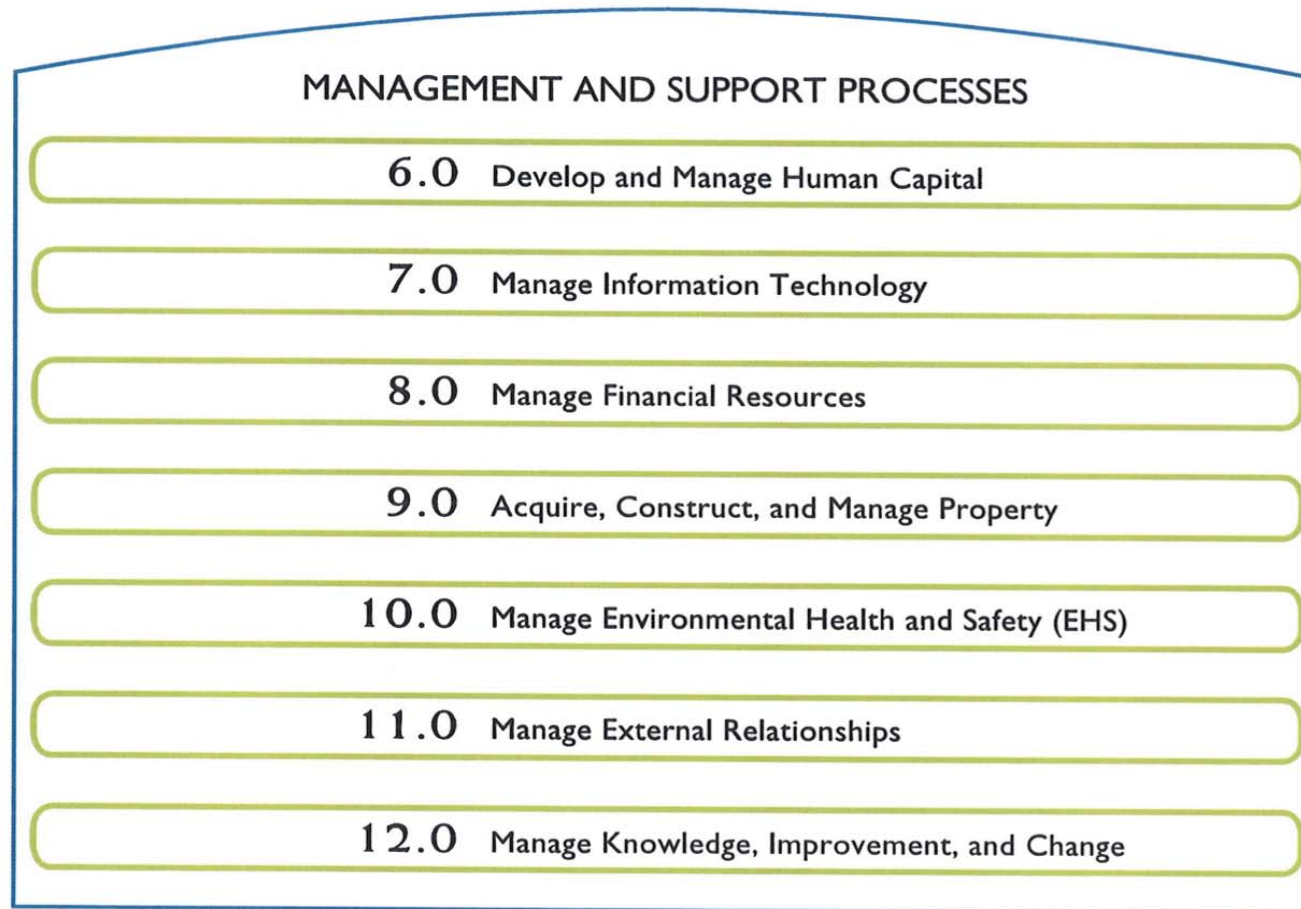 MANAGEMENT AND SUPPORT PROCESSES
6.0 Develop and Manage Human Capital
7.0 Manage Information Technology
8.0 Manage Financial Resources
9.0 Acquire, Construct, and Manage Property
10.0 Manage Environmental Health and Safety (EHS)
11.0 Manage External Relationships
12.0 Manage Knowledge, Improvement, and Change